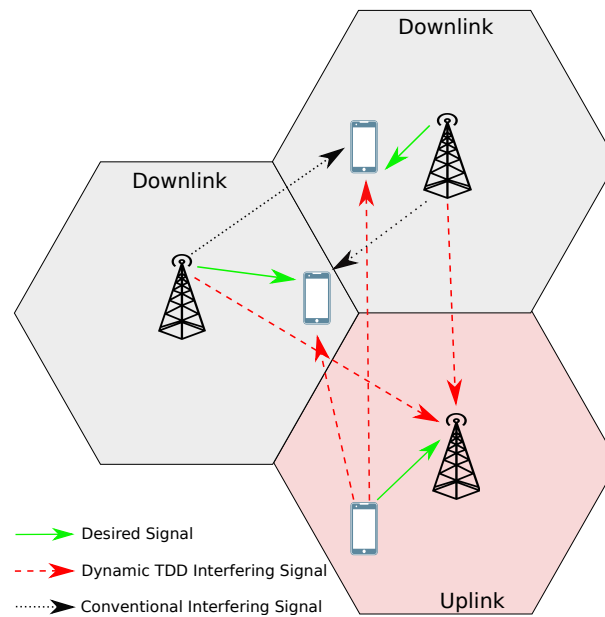 Downlink
Downlink
Desired Signal
Dynamic TDD Interfering Signal
Conventional Interfering Signal
Uplink